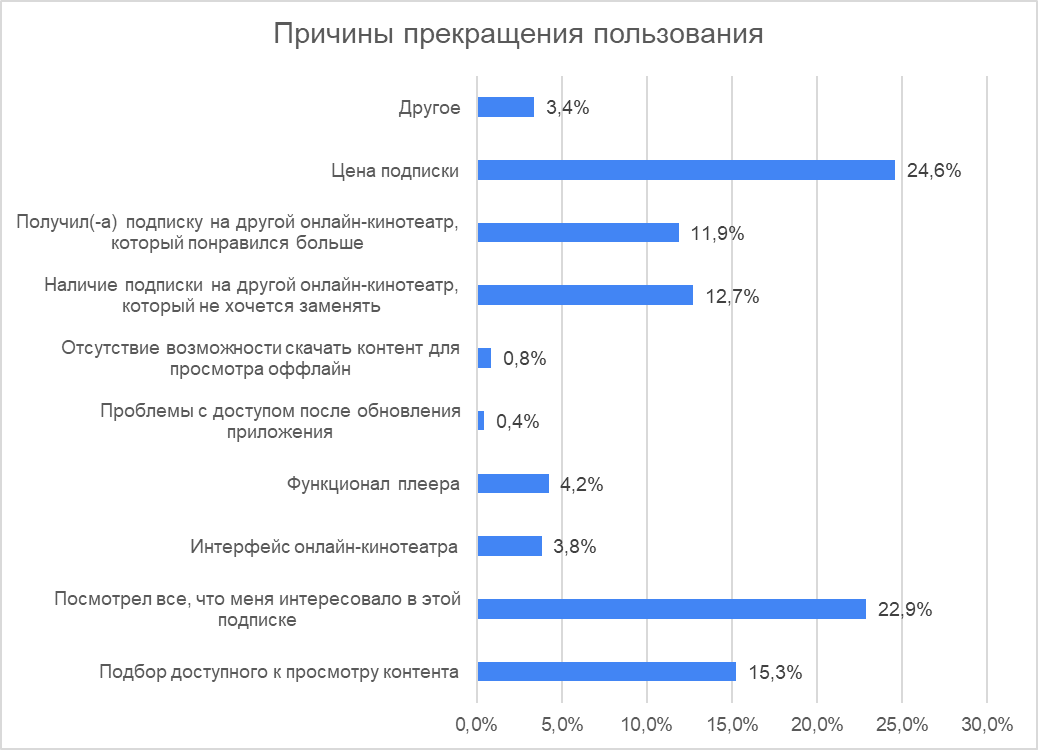 Причины прекращения пользования
Другое
3,4%
Цена подписки
24,6%
Получил(-а) подписку на другой онлайн-кинотеатр,
который понравился больше
11,9%
Наличие подписки на другой онлайн-кинотеатр,
который не хочется заменять
12,7%
Отсутствие возможности скачать контент для
просмотра оффлайн
0,8%
Проблемы с доступом после обновления
приложения
0,4%
Функционал плеера
4,2%
Интерфейс онлайн-кинотеатра
3,8%
Посмотрел все, что меня интересовало в этой
подписке
22,9%
Подбор доступного к просмотру контента
15,3%
0,0% 5,0% 10,0% 15,0% 20,0% 25,0% 30,0%